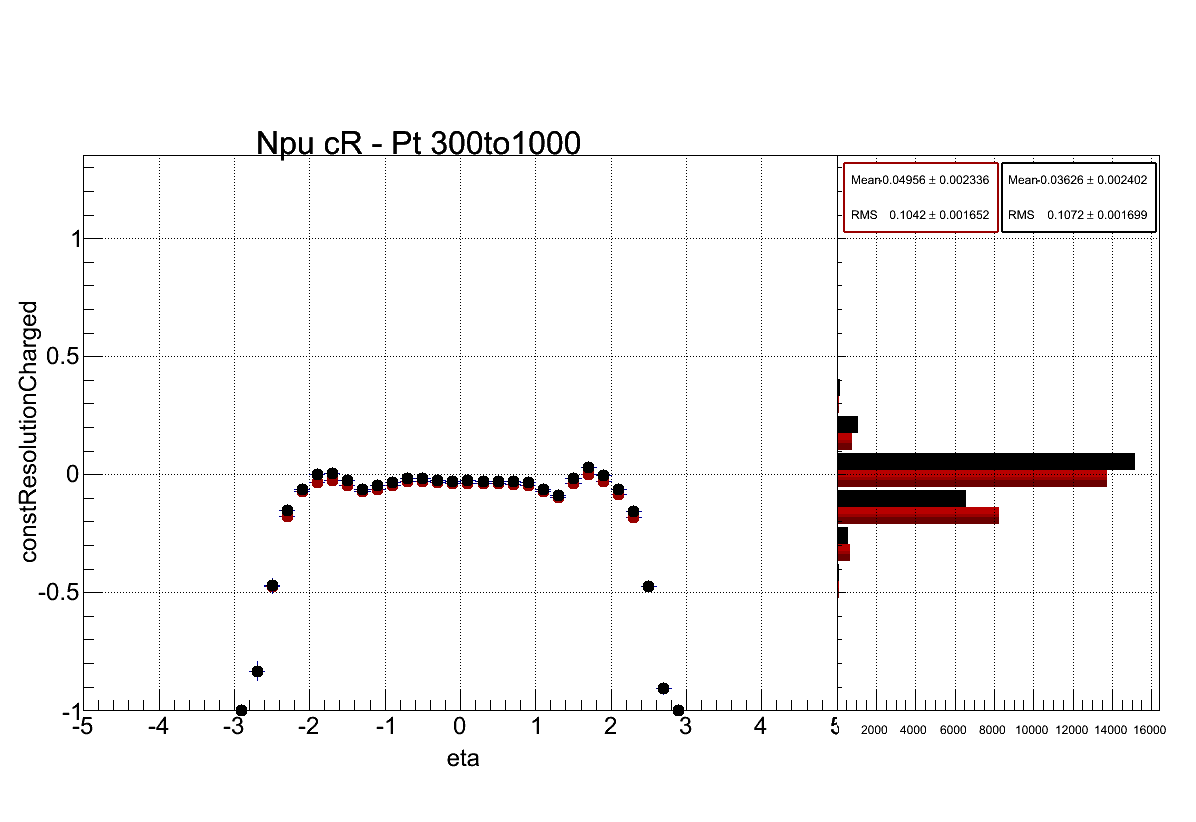 Npu cR - Pt 300to1000
Mean-0.04956 ± 0.002336
RMS 0.1042 ± 0.001652
Mean-0.03626 ± 0.002402
RMS 0.1072 ± 0.001699
constResolutionCharged
1
0.5
0
-0.5
-1
-5 -4 -3 -2 -1 0 1 2 3 4 5
2000 4000 6000 8000 10000 12000 14000 16000
eta